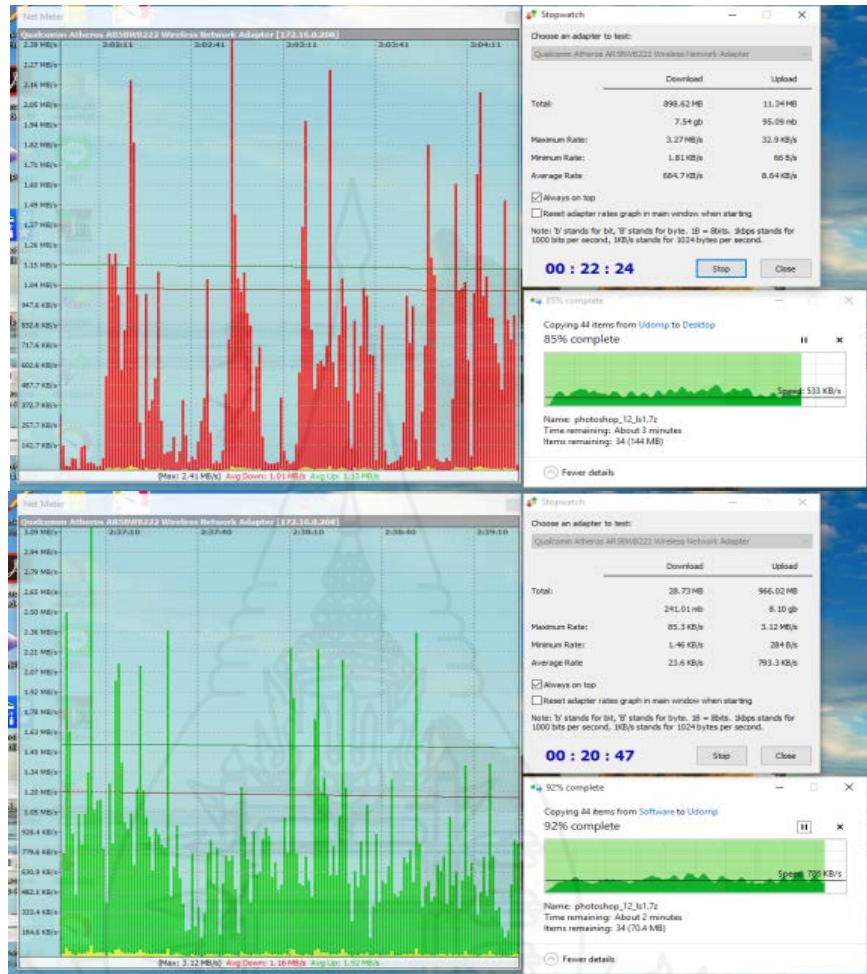 Net Meter
Qualcomm Atheros AR5BWB222 Wireless Network Adapter [172.16.0.208]
2.38 MB/s 3:02:11 3:02:41 3:03:11 3:03:41 3:04:11
2.27 MB/s
2.16 MB/s
2.05 MB/s
1.94 MB/s
1.82 MB/s
1.71 MB/s
1.60 MB/s
1.49 MB/s
1.37 MB/s
1.26 MB/s
1.15 MB/s
1.04 MB/s
947.6 KB/s
832.6 KB/s
717.6 KB/s
602.6 KB/s
487.7 KB/s
372.7 KB/s
257.7 KB/s
142.7 KB/s
(Max: 2.41 MB/s) Avg Down: 1.01 MB/s Avg Up: 1.13 MB/s
Stopwatch
Choose an adapter to test:
Qualcomm Atheros AR5BWB222 Wireless Network Adapter
Download Upload
Total: 898.62 MB 11.34 MB
7.54 gb 95.09 mb
Maximum Rate: 3.27 MB/s 32.9 KB/s
Minimum Rate: 1.81 KB/s 66 B/s
Average Rate 684.7 KB/s 8.64 KB/s
Always on top
Reset adapter rates graph in main window when starting
Note: 'b' stands for bit, 'B' stands for byte. 1B = 8bits. 1kbps stands for
1000 bits per second, 1KB/s stands for 1024 bytes per second.
00 : 22 : 24 Stop Close
85% complete
Copying 44 items from Udomp to Desktop
85% complete
Speed: 533 KB/s
Name: photoshop_12_ls1.7z
Time remaining: About 3 minutes
Items remaining: 34 (144 MB)
Fewer details
Net Meter
Qualcomm Atheros AR5BWB222 Wireless Network Adapter [172.16.0.208]
3.09 MB/s 2:37:10 2:37:40 2:38:10 2:38:40 2:39:10
2.94 MB/s
2.79 MB/s
2.65 MB/s
2.50 MB/s
2.36 MB/s
2.21 MB/s
2.07 MB/s
1.92 MB/s
1.78 MB/s
1.63 MB/s
1.49 MB/s
1.34 MB/s
1.20 MB/s
1.05 MB/s
928.4 KB/s
779.6 KB/s
630.9 KB/s
482.1 KB/s
333.4 KB/s
184.6 KB/s
(Max: 3.12 MB/s) Avg Down: 1.16 MB/s Avg Up: 1.52 MB/s
Stopwatch
Choose an adapter to test:
Qualcomm Atheros AR5BWB222 Wireless Network Adapter
Download Upload
Total: 28.73 MB 966.02 MB
241.01 mb 8.10 gb
Maximum Rate: 85.3 KB/s 3.12 MB/s
Minimum Rate: 1.46 KB/s 284 B/s
Average Rate 23.6 KB/s 793.3 KB/s
Always on top
Reset adapter rates graph in main window when starting
Note: 'b' stands for bit, 'B' stands for byte. 1B = 8bits. 1kbps stands for
1000 bits per second, 1KB/s stands for 1024 bytes per second.
00 : 20 : 47 Stop Close
92% complete
Copying 44 items from Software to Udomp
92% complete
Speed: 705 KB/s
Name: photoshop_12_ls1.7z
Time remaining: About 2 minutes
Items remaining: 34 (70.4 MB)
Fewer details